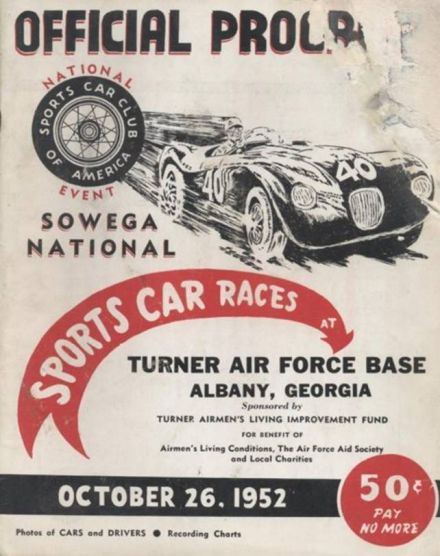 OFFICIAL PROGR
NATIONAL
SPORTS CAR CLUB
OF AMERICA
EVENT
40
40
SOWEGA
NATIONAL
SPORTS CAR RACES
AT
TURNER AIR FORCE BASE
ALBANY, GEORGIA
Sponsored by
TURNER AIRMEN'S LIVING IMPROVEMENT FUND
FOR BENEFIT OF
Airmen's Living Conditions, The Air Force Aid Society
and Local Charities
OCTOBER 26, 1952
50¢
PAY
NO MORE
Photos of CARS and DRIVERS ● Recording Charts